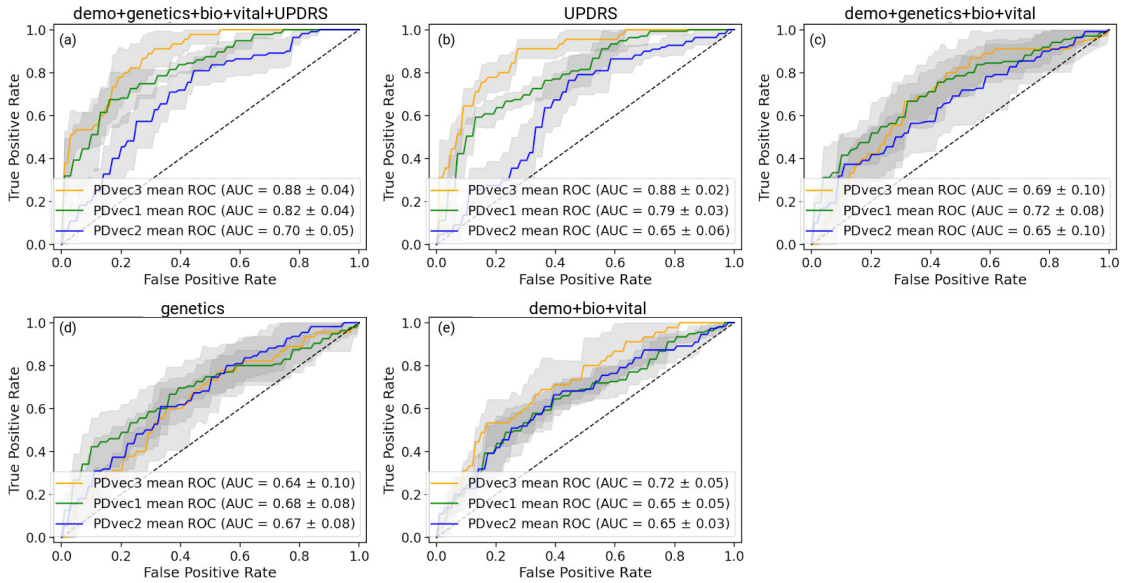 demo+genetics+bio+vital+UPDRS
(a)
True Positive Rate
1.0
0.8
0.6
0.4
0.2
0.0
PDvec3 mean ROC (AUC = 0.88 ± 0.04)
PDvec1 mean ROC (AUC = 0.82 ± 0.04)
PDvec2 mean ROC (AUC = 0.70 ± 0.05)
0.0 0.2 0.4 0.6 0.8 1.0
False Positive Rate
UPDRS
(b)
True Positive Rate
1.0
0.8
0.6
0.4
0.2
0.0
PDvec3 mean ROC (AUC = 0.88 ± 0.02)
PDvec1 mean ROC (AUC = 0.79 ± 0.03)
PDvec2 mean ROC (AUC = 0.65 ± 0.06)
0.0 0.2 0.4 0.6 0.8 1.0
False Positive Rate
demo+genetics+bio+vital
(c)
True Positive Rate
1.0
0.8
0.6
0.4
0.2
0.0
PDvec3 mean ROC (AUC = 0.69 ± 0.10)
PDvec1 mean ROC (AUC = 0.72 ± 0.08)
PDvec2 mean ROC (AUC = 0.65 ± 0.10)
0.0 0.2 0.4 0.6 0.8 1.0
False Positive Rate
genetics
(d)
True Positive Rate
1.0
0.8
0.6
0.4
0.2
0.0
PDvec3 mean ROC (AUC = 0.64 ± 0.10)
PDvec1 mean ROC (AUC = 0.68 ± 0.08)
PDvec2 mean ROC (AUC = 0.67 ± 0.08)
0.0 0.2 0.4 0.6 0.8 1.0
False Positive Rate
demo+bio+vital
(e)
True Positive Rate
1.0
0.8
0.6
0.4
0.2
0.0
PDvec3 mean ROC (AUC = 0.72 ± 0.05)
PDvec1 mean ROC (AUC = 0.65 ± 0.05)
PDvec2 mean ROC (AUC = 0.65 ± 0.03)
0.0 0.2 0.4 0.6 0.8 1.0
False Positive Rate